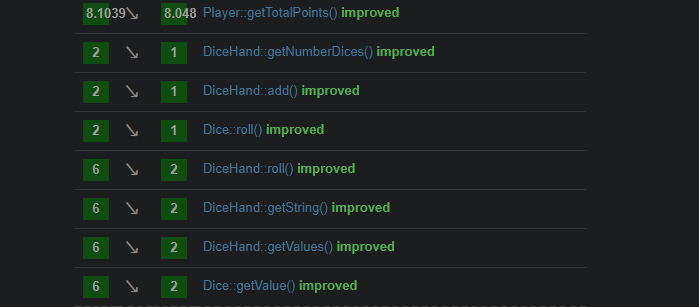 8.1039 ↘ 8.048 Player::getTotalPoints() improved
2 ↘ 1 DiceHand::getNumberDices() improved
2 ↘ 1 DiceHand::add() improved
2 ↘ 1 Dice::roll() improved
6 ↘ 2 DiceHand::roll() improved
6 ↘ 2 DiceHand::getString() improved
6 ↘ 2 DiceHand::getValues() improved
6 ↘ 2 Dice::getValue() improved